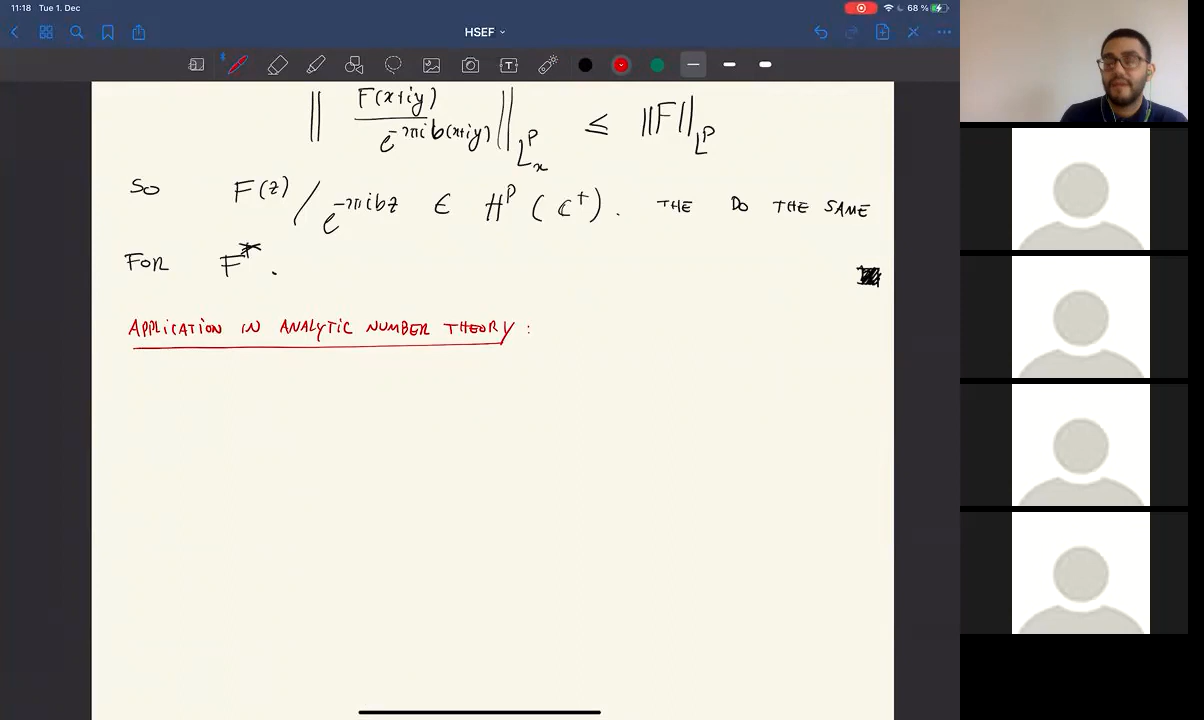 11:18 Tue 1. Dec
68 %
HSEF
‖ F(x+iy) / e^{-πib(x+iy)} ‖_{L^p_x} ≤ ‖F‖_{L^p}
SO F(z) / e^{-πibz} ∈ H^p (ℂ^+). THE DO THE SAME
FOR F^*.
APPLICATION IN ANALYTIC NUMBER THEORY: